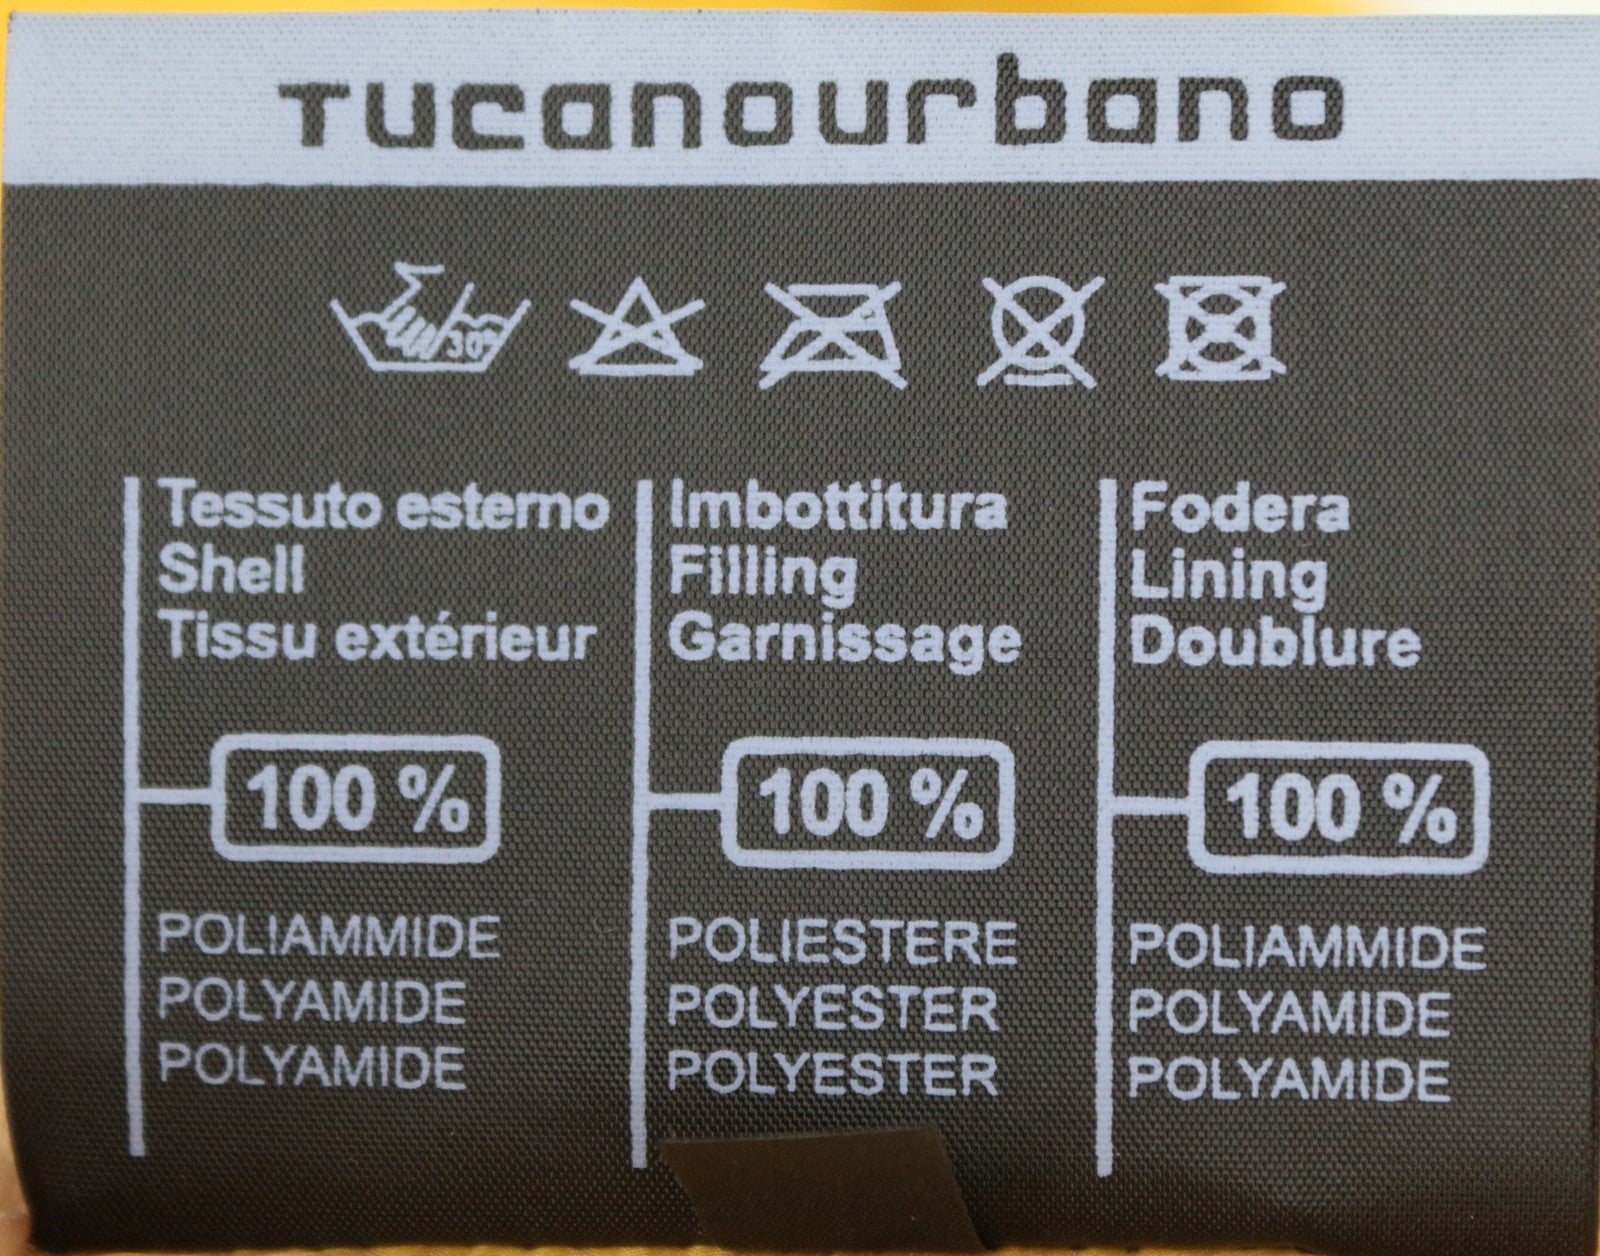 TUCANOURBANO
30°
Tessuto esterno
Shell
Tissu extérieur
100 %
POLIAMMIDE
POLYAMIDE
POLYAMIDE
Imbottitura
Filling
Garnissage
100 %
POLIESTERE
POLYESTER
POLYESTER
Fodera
Lining
Doublure
100 %
POLIAMMIDE
POLYAMIDE
POLYAMIDE